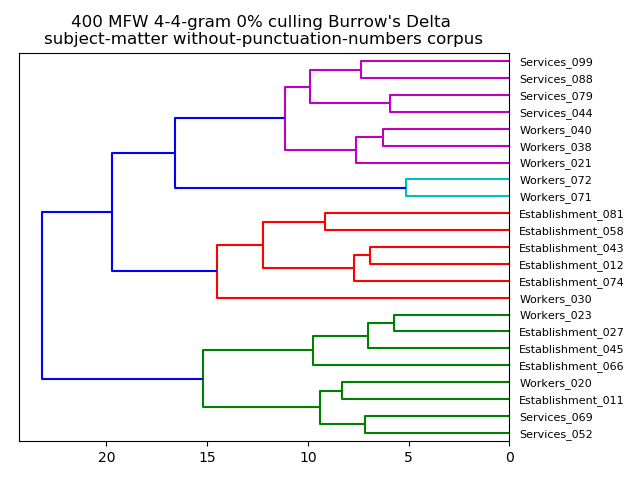 400 MFW 4-4-gram 0% culling Burrow's Delta
subject-matter without-punctuation-numbers corpus
Services_099
Services_088
Services_079
Services_044
Workers_040
Workers_038
Workers_021
Workers_072
Workers_071
Establishment_081
Establishment_058
Establishment_043
Establishment_012
Establishment_074
Workers_030
Workers_023
Establishment_027
Establishment_045
Establishment_066
Workers_020
Establishment_011
Services_069
Services_052
20 15 10 5 0